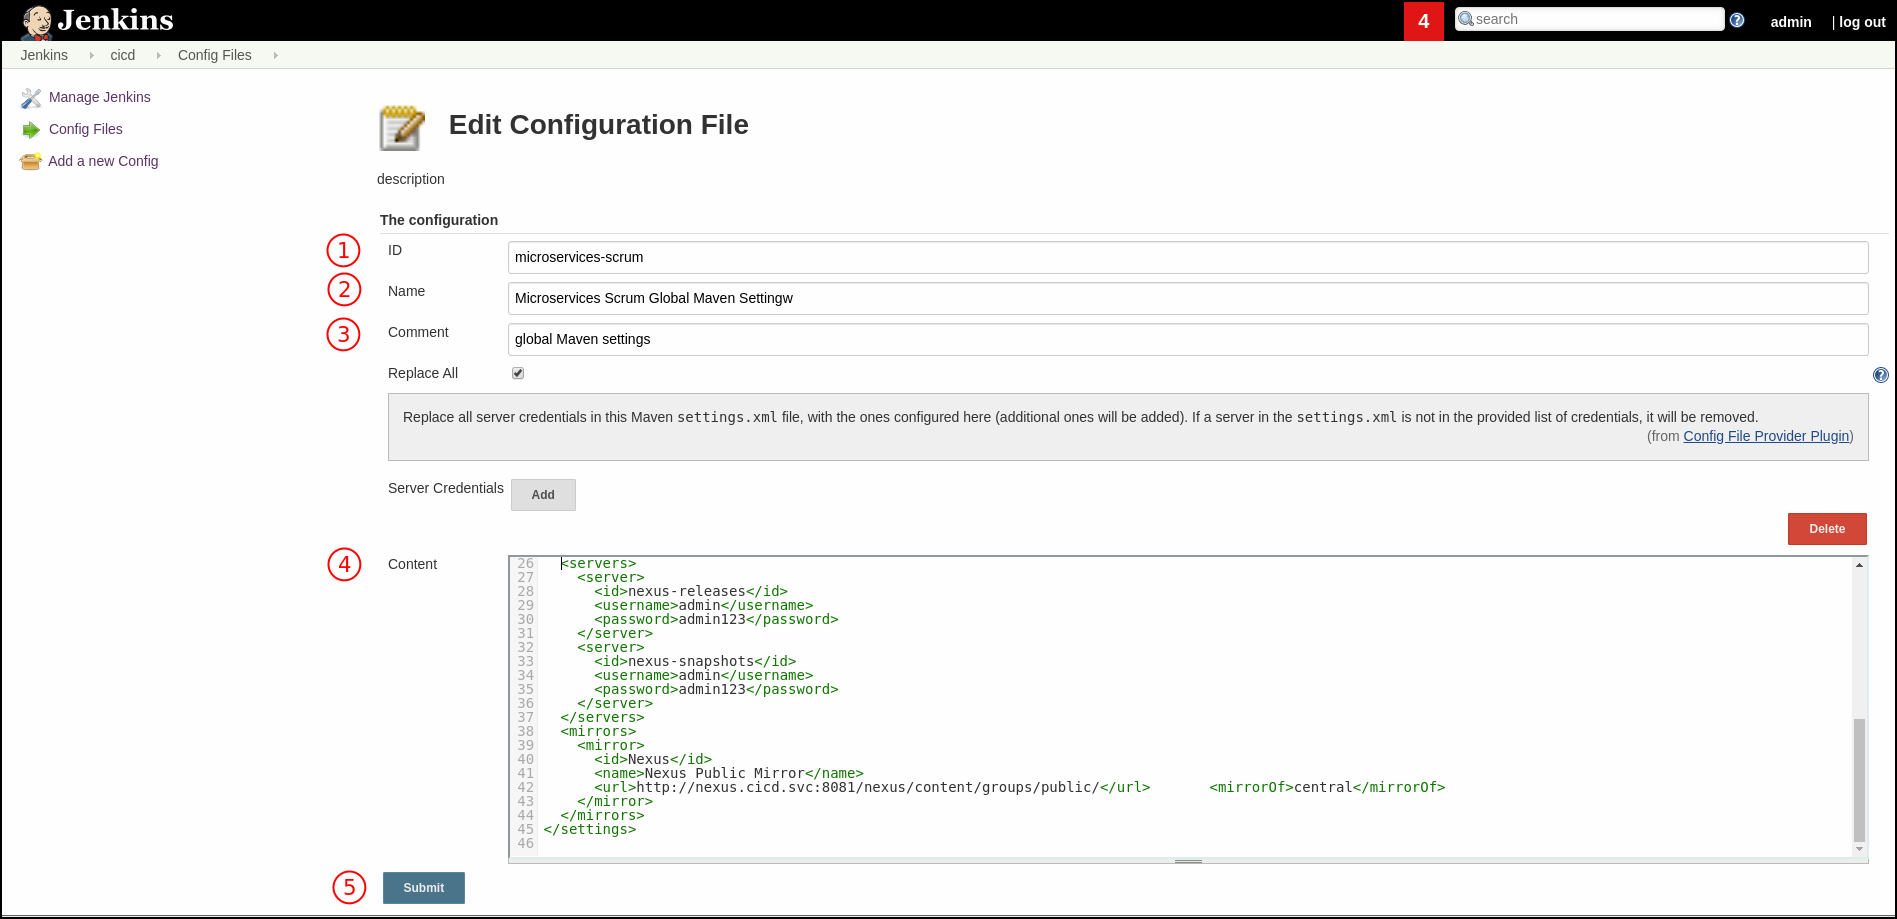 Jenkins
4
search
?
admin
| log out
Jenkins
cicd
Config Files
Manage Jenkins
Config Files
Add a new Config
Edit Configuration File
description
The configuration
1 ID microservices-scrum
2 Name Microservices Scrum Global Maven Settingw
3 Comment global Maven settings
Replace All
?
Replace all server credentials in this Maven settings.xml file, with the ones configured here (additional ones will be added). If a server in the settings.xml is not in the provided list of credentials, it will be removed.
(from Config File Provider Plugin)
Server Credentials Add
Delete
4 Content
26   <servers>
27     <server>
28       <id>nexus-releases</id>
29       <username>admin</username>
30       <password>admin123</password>
31     </server>
32     <server>
33       <id>nexus-snapshots</id>
34       <username>admin</username>
35       <password>admin123</password>
36     </server>
37   </servers>
38   <mirrors>
39     <mirror>
40       <id>Nexus</id>
41       <name>Nexus Public Mirror</name>
42       <url>http://nexus.cicd.svc:8081/nexus/content/groups/public/</url>       <mirrorOf>central</mirrorOf>
43     </mirror>
44   </mirrors>
45 </settings>
46
5 Submit